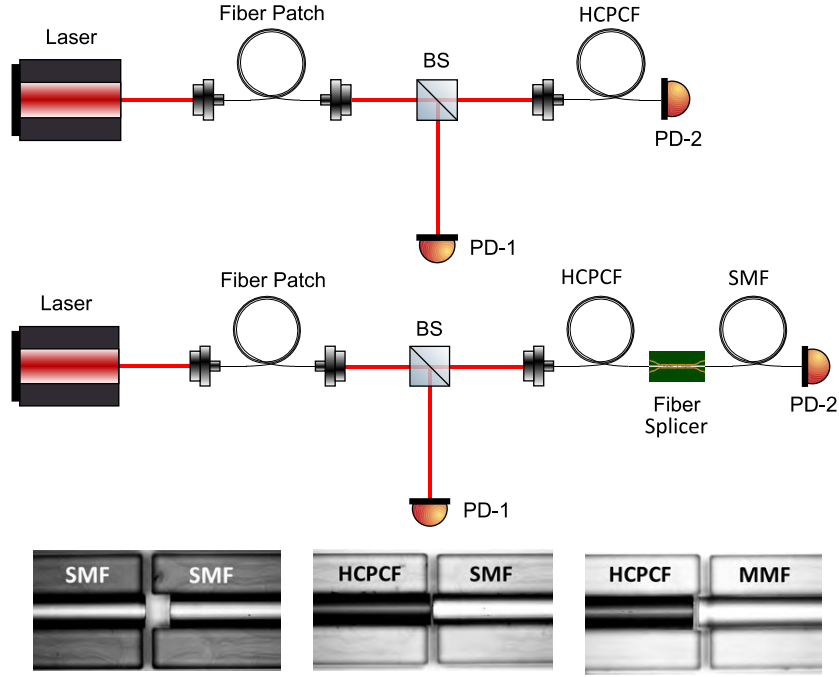 Fiber Patch
HCPCF
Laser
BS
PD-2
PD-1
Fiber Patch
HCPCF
SMF
Laser
BS
PD-2
Fiber
Splicer
PD-1
SMF
SMF
HCPCF
SMF
HCPCF
MMF